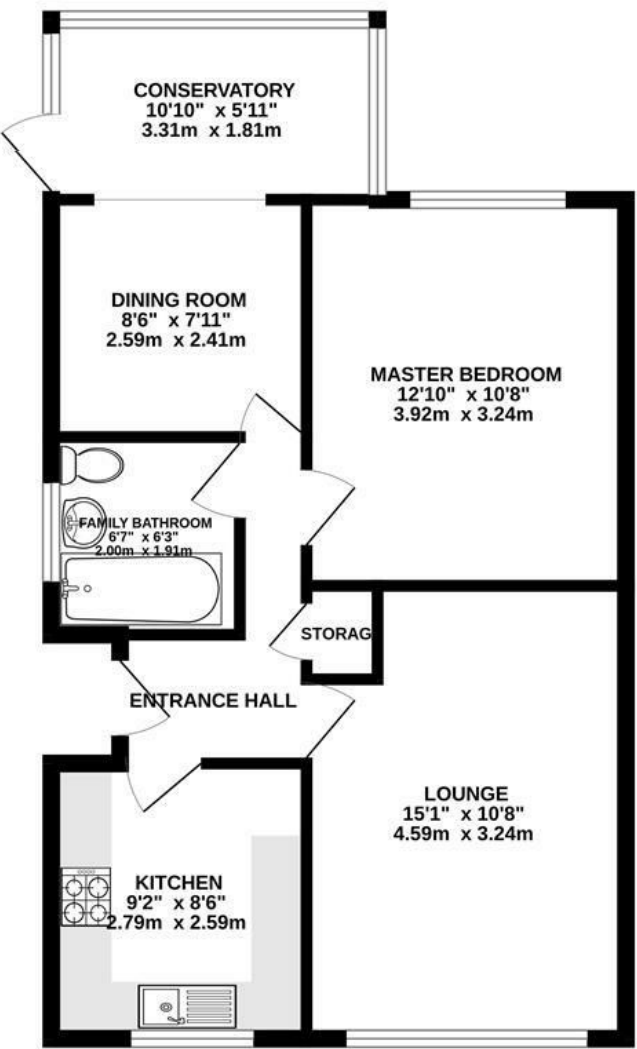 CONSERVATORY
10'10" x 5'11"
3.31m x 1.81m
DINING ROOM
8'6" x 7'11"
2.59m x 2.41m
MASTER BEDROOM
12'10" x 10'8"
3.92m x 3.24m
FAMILY BATHROOM
6'7" x 6'3"
2.00m x 1.91m
STORAG
ENTRANCE HALL
LOUNGE
15'1" x 10'8"
4.59m x 3.24m
KITCHEN
9'2" x 8'6"
2.79m x 2.59m